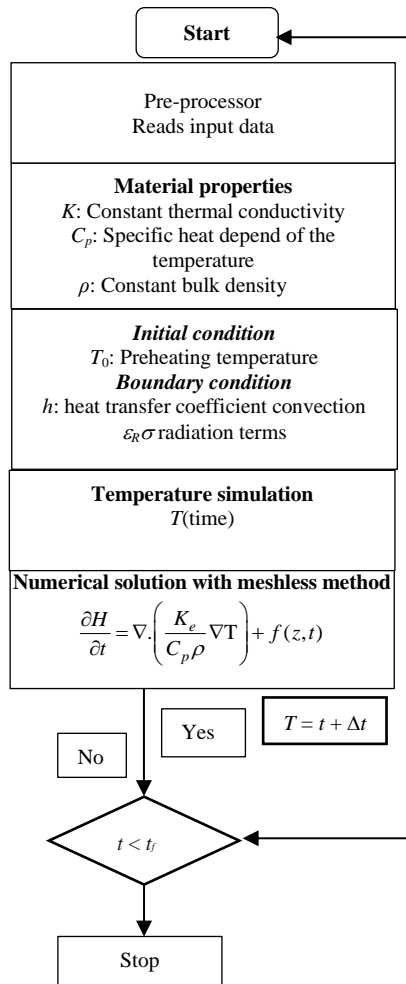 Start
Pre-processor
Reads input data
Material properties
K: Constant thermal conductivity
Cp: Specific heat depend of the
temperature
ρ: Constant bulk density
Initial condition
T0: Preheating temperature
Boundary condition
h: heat transfer coefficient convection
εRσ radiation terms
Temperature simulation
T(time)
Numerical solution with meshless method
∂H/∂t = ∇.(Ke/(Cpρ) ∇T) + f(z,t)
Yes
T = t + Δt
No
t < tf
Stop